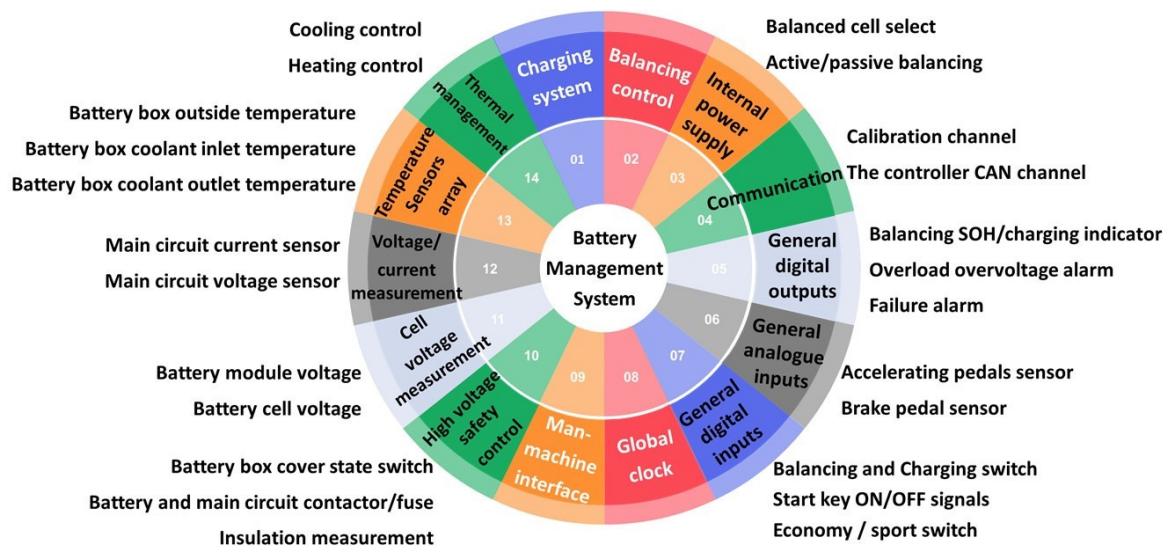 Cooling control
Heating control
Battery box outside temperature
Battery box coolant inlet temperature
Battery box coolant outlet temperature
Main circuit current sensor
Main circuit voltage sensor
Battery module voltage
Battery cell voltage
Battery box cover state switch
Battery and main circuit contactor/fuse
Insulation measurement
Charging
system
01
Balancing
control
02
Internal
power
supply
03
Communication
04
General
digital
outputs
05
General
analogue
inputs
06
General
digital
inputs
07
Global
clock
08
Man-
machine
interface
09
High voltage
safety
control
10
Cell
voltage
measurement
11
Voltage/
current
measurement
12
Temperature
Sensors
array
13
Thermal
management
14
Battery
Management
System
Balanced cell select
Active/passive balancing
Calibration channel
The controller CAN channel
Balancing SOH/charging indicator
Overload overvoltage alarm
Failure alarm
Accelerating pedals sensor
Brake pedal sensor
Balancing and Charging switch
Start key ON/OFF signals
Economy / sport switch